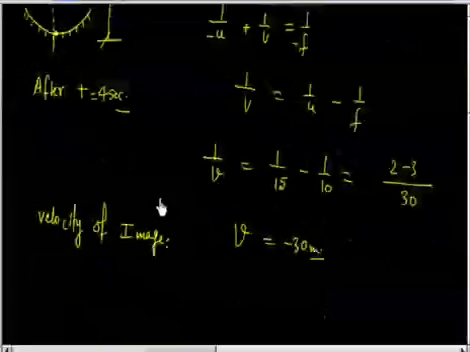 1/-u + 1/v = 1/-f
After t=4sec.
1/v = 1/u - 1/f
1/v = 1/15 - 1/10 = 2-3/30
velocity of Image:
v = -30m